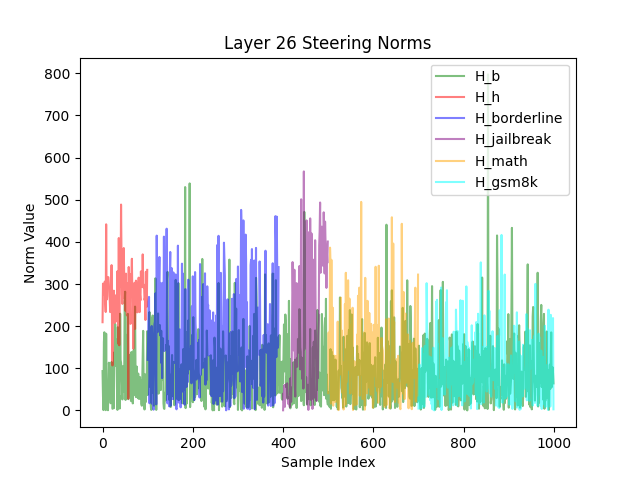 Layer 26 Steering Norms
800
700
600
500
400
300
200
100
0
Norm Value
H_b
H_h
H_borderline
H_jailbreak
H_math
H_gsm8k
0
200
400
600
800
1000
Sample Index